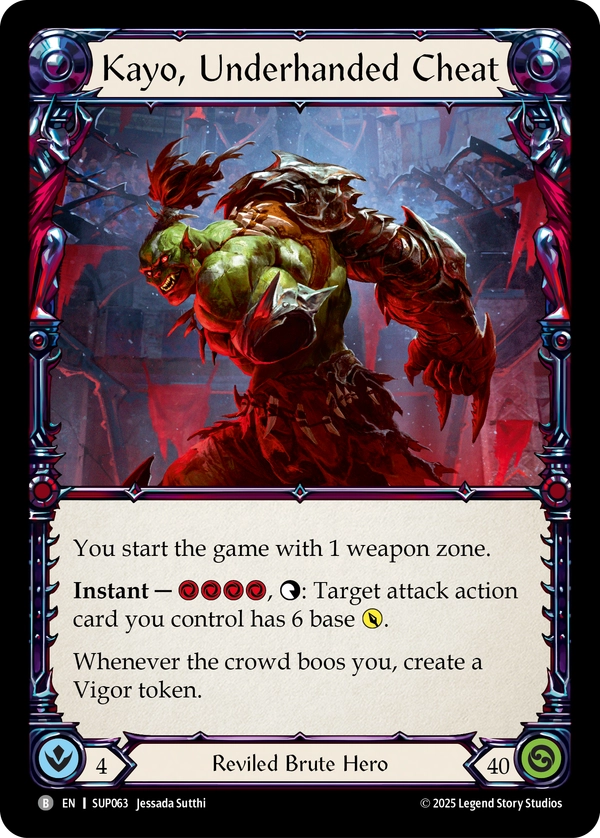 Kayo, Underhanded Cheat
You start the game with 1 weapon zone.
Instant — , : Target attack action
card you control has 6 base .
Whenever the crowd boos you, create a
Vigor token.
4
Reviled Brute Hero
40
B EN | SUP063 Jessada Sutthi
© 2025 Legend Story Studios